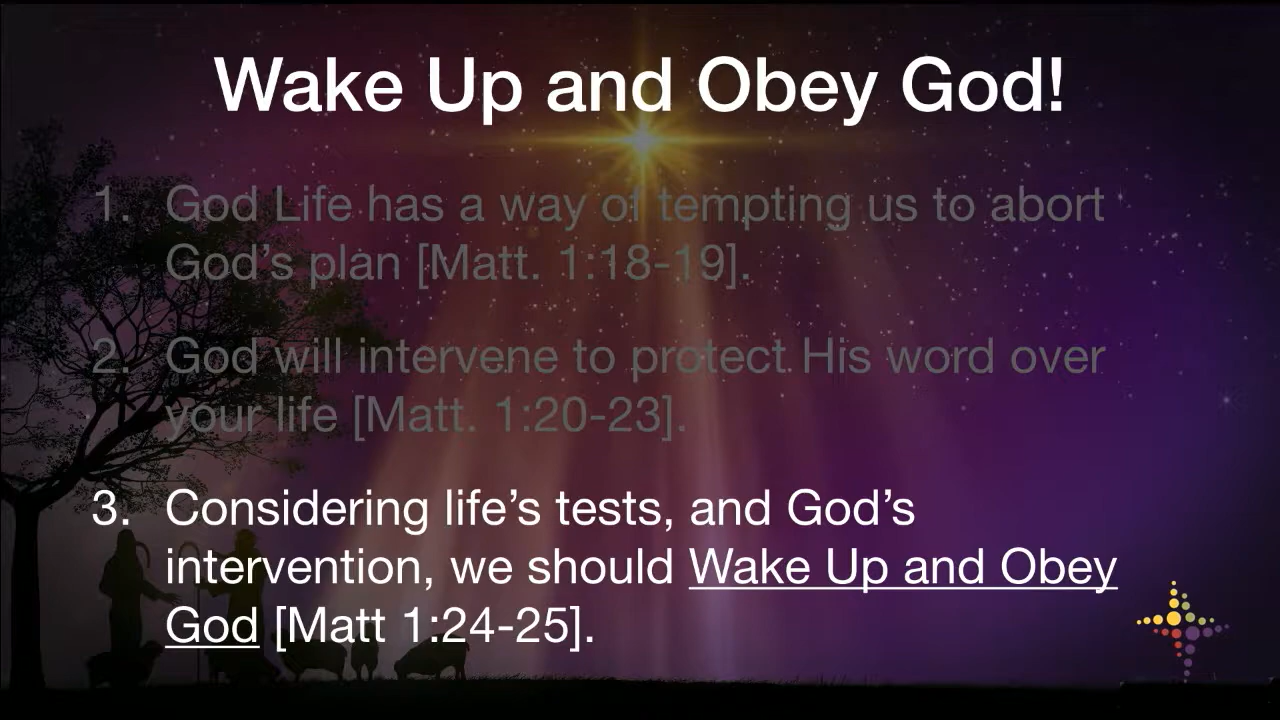 Wake Up and Obey God!
1. God Life has a way of tempting us to abort
God’s plan [Matt. 1:18-19].
2. God will intervene to protect His word over
your life [Matt. 1:20-23].
3. Considering life’s tests, and God’s
intervention, we should Wake Up and Obey
God [Matt 1:24-25].